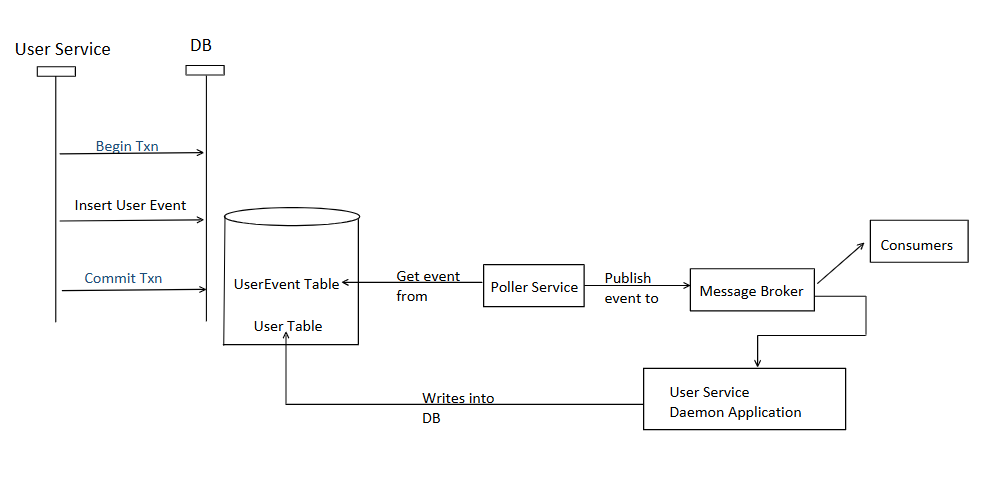 User Service
DB
Begin Txn
Insert User Event
Commit Txn
UserEvent Table
User Table
Get event
from
Poller Service
Publish
event to
Message Broker
Consumers
Writes into
DB
User Service
Daemon Application